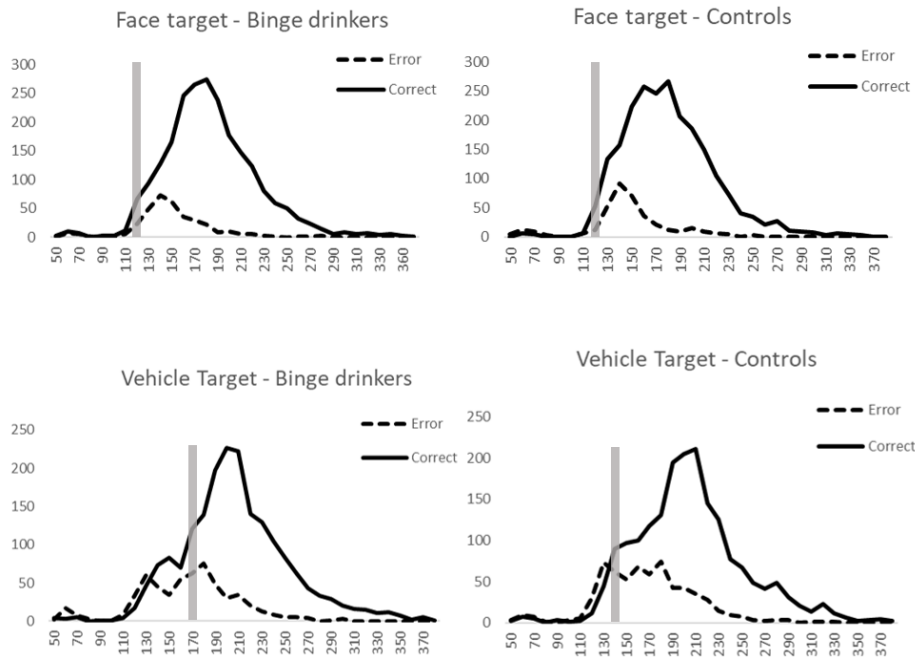 Face target - Binge drinkers
Error
Correct
300
250
200
150
100
50
0
50 70 90 110 130 150 170 190 210 230 250 270 290 310 330 360
Face target - Controls
Error
Correct
300
250
200
150
100
50
0
50 70 90 110 130 150 170 190 210 230 250 270 290 310 330 370
Vehicle Target - Binge drinkers
Error
Correct
250
200
150
100
50
0
50 70 90 110 130 150 170 190 210 230 250 270 290 310 330 350 370
Vehicle Target - Controls
Error
Correct
250
200
150
100
50
0
50 70 90 110 130 150 170 190 210 230 250 270 290 310 330 350 370